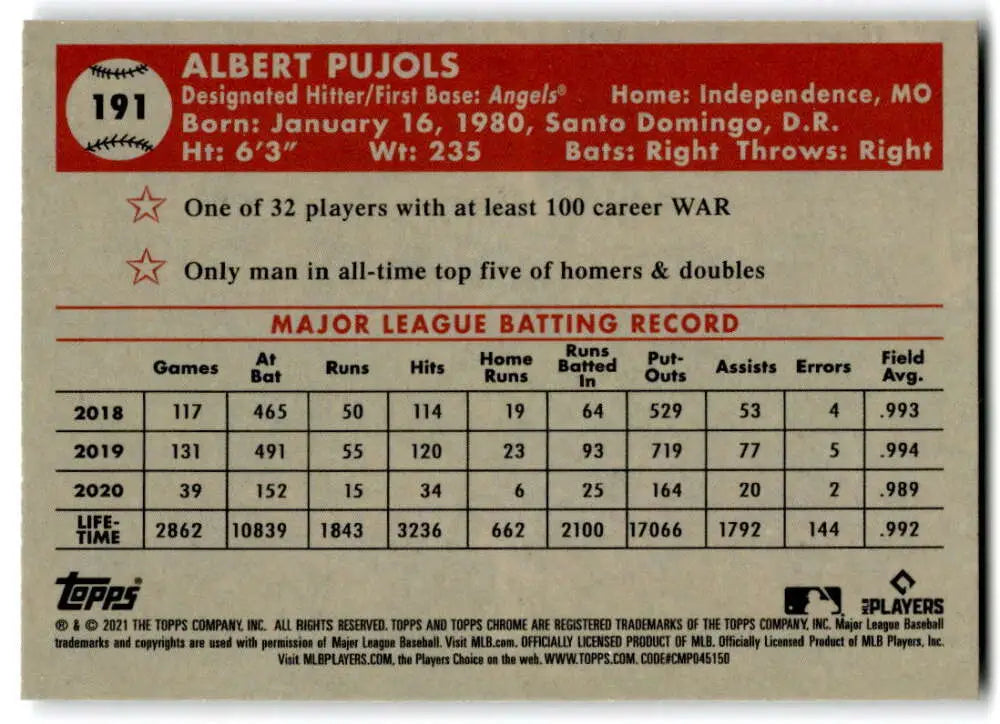 191
ALBERT PUJOLS
Designated Hitter/First Base: Angels® Home: Independence, MO
Born: January 16, 1980, Santo Domingo, D.R.
Ht: 6'3" Wt: 235 Bats: Right Throws: Right
One of 32 players with at least 100 career WAR
Only man in all-time top five of homers & doubles
MAJOR LEAGUE BATTING RECORD
Games At Bat Runs Hits Home Runs Runs Batted In Put-Outs Assists Errors Field Avg.
2018 117 465 50 114 19 64 529 53 4 .993
2019 131 491 55 120 23 93 719 77 5 .994
2020 39 152 15 34 6 25 164 20 2 .989
LIFE-TIME 2862 10839 1843 3236 662 2100 17066 1792 144 .992
topps®
MLB PLAYERS
® & © 2021 THE TOPPS COMPANY, INC. ALL RIGHTS RESERVED. TOPPS AND TOPPS CHROME ARE REGISTERED TRADEMARKS OF THE TOPPS COMPANY, INC. Major League Baseball
trademarks and copyrights are used with permission of Major League Baseball. Visit MLB.com. OFFICIALLY LICENSED PRODUCT OF MLB. Officially Licensed Product of MLB Players, Inc.
Visit MLBPLAYERS.COM, the Players Choice on the web. WWW.TOPPS.COM. CODE#CMP045150